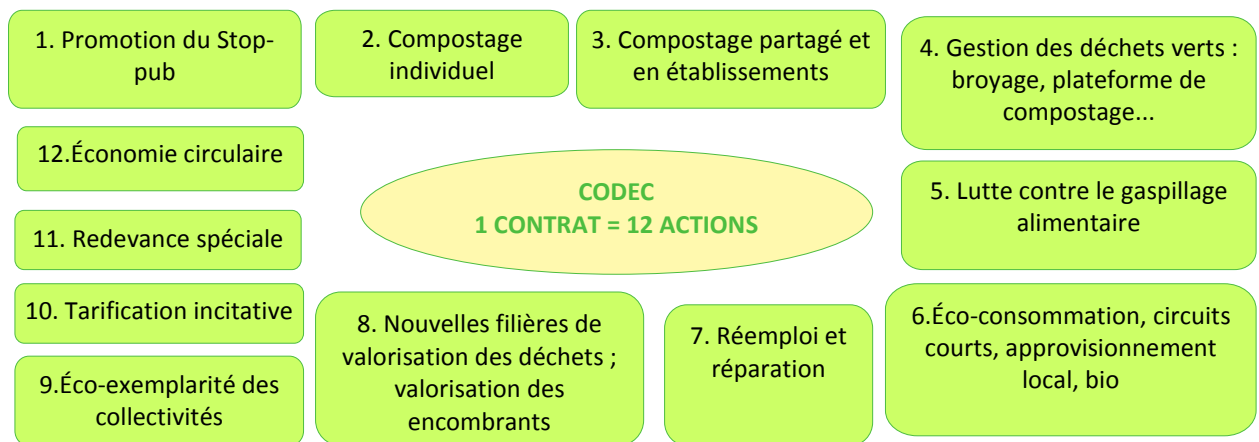 1. Promotion du Stop-
pub
2. Compostage
individuel
3. Compostage partagé et
en établissements
4. Gestion des déchets verts :
broyage, plateforme de
compostage...
12.Économie circulaire
CODEC
1 CONTRAT = 12 ACTIONS
5. Lutte contre le gaspillage
alimentaire
11. Redevance spéciale
10. Tarification incitative
8. Nouvelles filières de
valorisation des déchets ;
valorisation des
encombrants
7. Réemploi et
réparation
6.Éco-consommation, circuits
courts, approvisionnement
local, bio
9.Éco-exemplarité des
collectivités